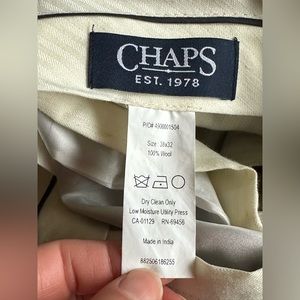 CHAPS
EST. 1978
Size: 38x32
100% Wool
Dry Clean Only
Low Moisture Utility Press
CA-01129 RN-69456
Made in India
882506186255